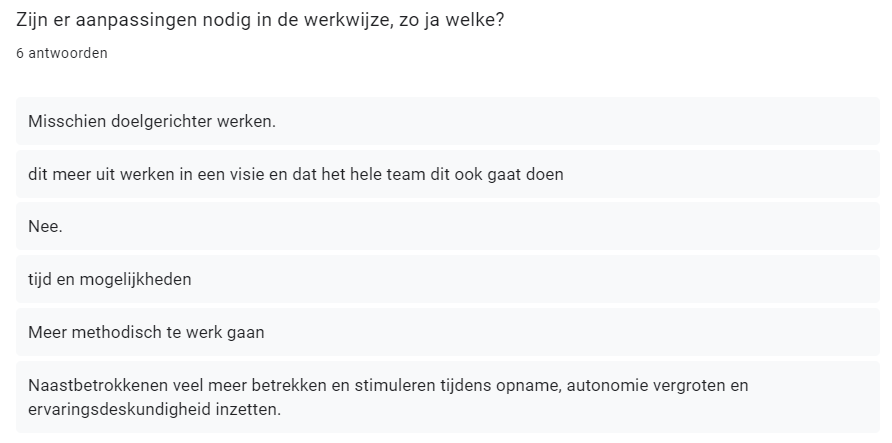 Zijn er aanpassingen nodig in de werkwijze, zo ja welke?
6 antwoorden
Misschien doelgerichter werken.
dit meer uit werken in een visie en dat het hele team dit ook gaat doen
Nee.
tijd en mogelijkheden
Meer methodisch te werk gaan
Naastbetrokkenen veel meer betrekken en stimuleren tijdens opname, autonomie vergroten en
ervaringsdeskundigheid inzetten.